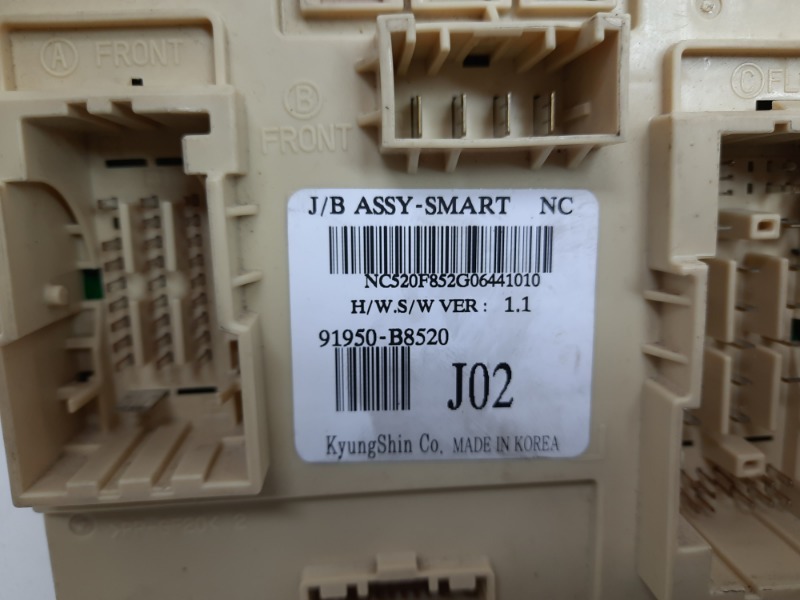 A FRONT
B
FRONT
C
J/B ASSY-SMART NC
NC520F852G06441010
H/W.S/W VER : 1.1
91950-B8520
J02
KyungShin Co. MADE IN KOREA